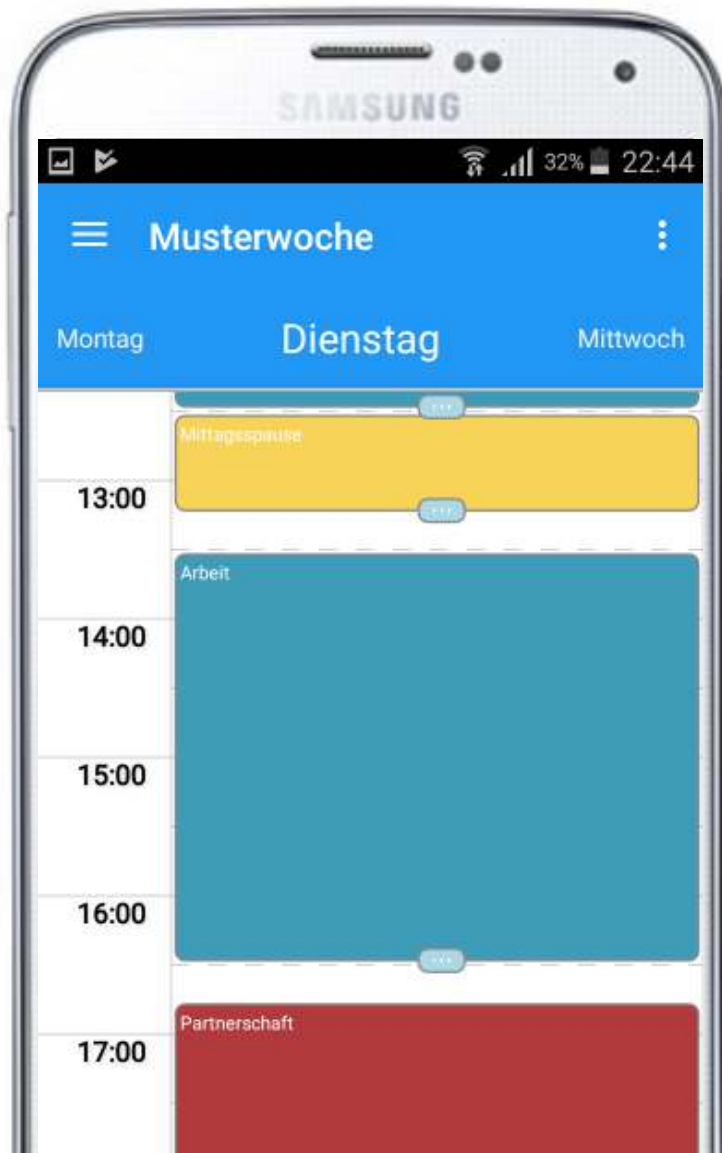 SAMSUNG
32% 22:44
Musterwoche
Montag Dienstag Mittwoch
Mittagsspause
13:00
Arbeit
14:00
15:00
16:00
Partnerschaft
17:00